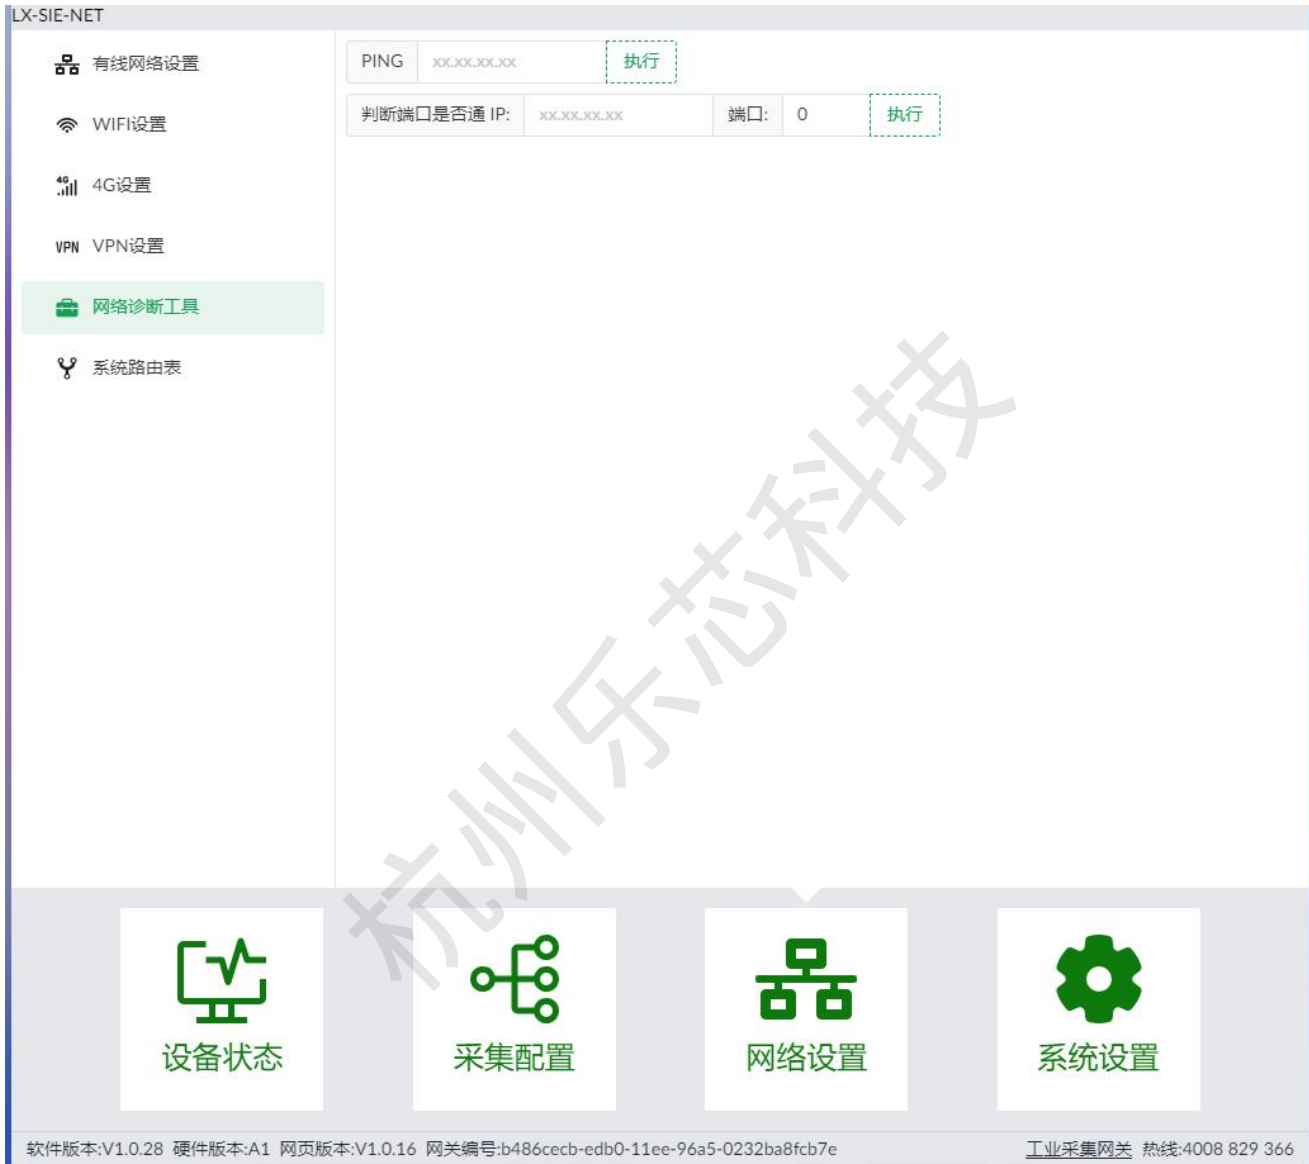 LX-SIE-NET
有线网络设置
WIFI设置
4G 4G设置
VPN VPN设置
网络诊断工具
系统路由表
PING xx.xx.xx.xx 执行
判断端口是否通 IP: xx.xx.xx.xx 端口: 0 执行
杭州乐芯科技
设备状态 采集配置 网络设置 系统设置
软件版本:V1.0.28 硬件版本:A1 网页版本:V1.0.16 网关编号:b486cecb-edb0-11ee-96a5-0232ba8fcb7e 工业采集网关 热线:4008 829 366